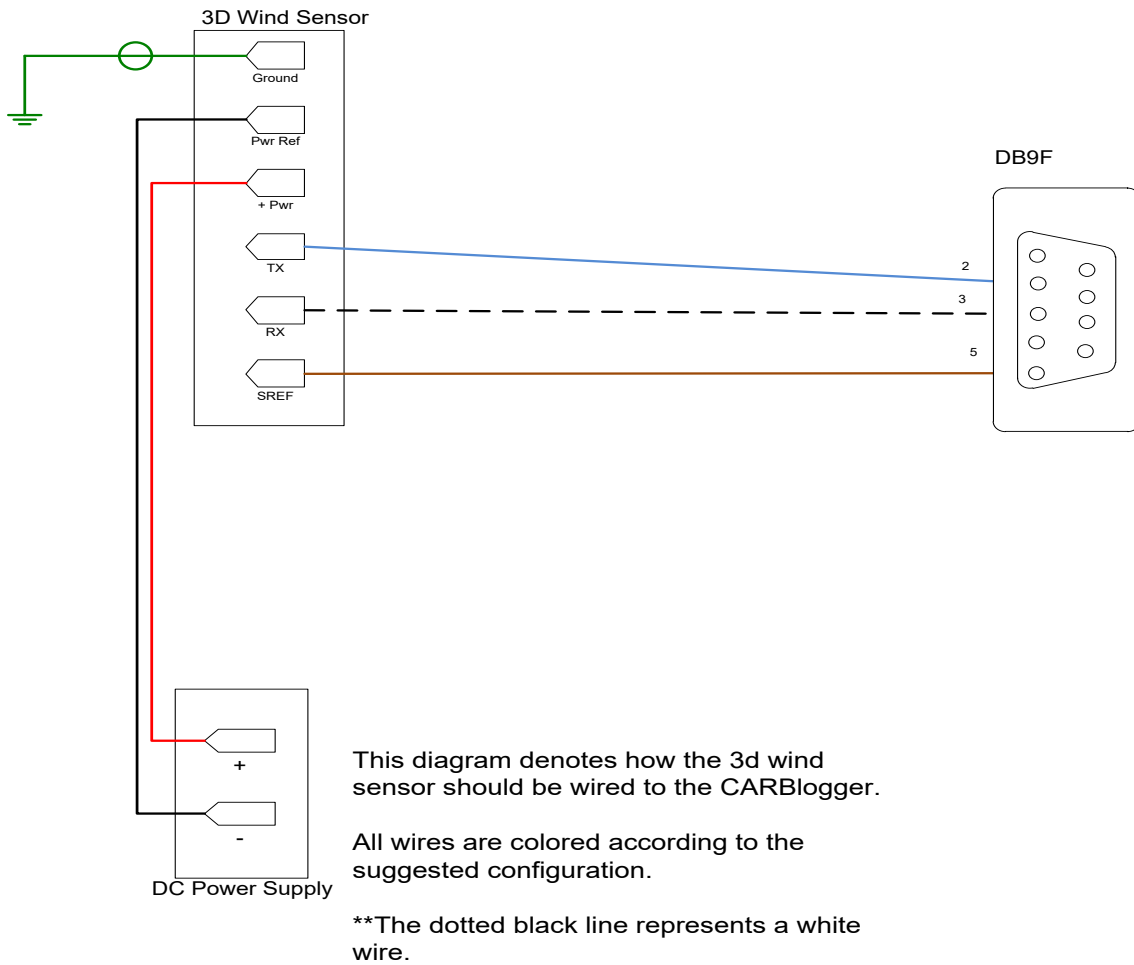 3D Wind Sensor
Ground
Pwr Ref
+ Pwr
TX
RX
SREF
DB9F
2
3
5
+
-
DC Power Supply
This diagram denotes how the 3d wind
sensor should be wired to the CARBlogger.
All wires are colored according to the
suggested configuration.
**The dotted black line represents a white
wire.